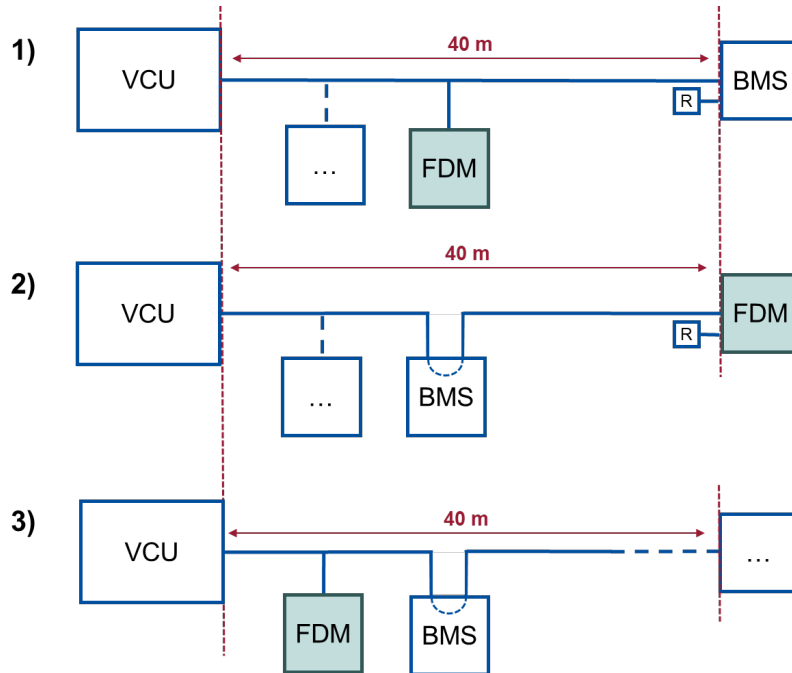 1)
VCU
40 m
BMS
R
...
FDM
2)
VCU
40 m
FDM
R
...
BMS
3)
VCU
40 m
...
FDM
BMS